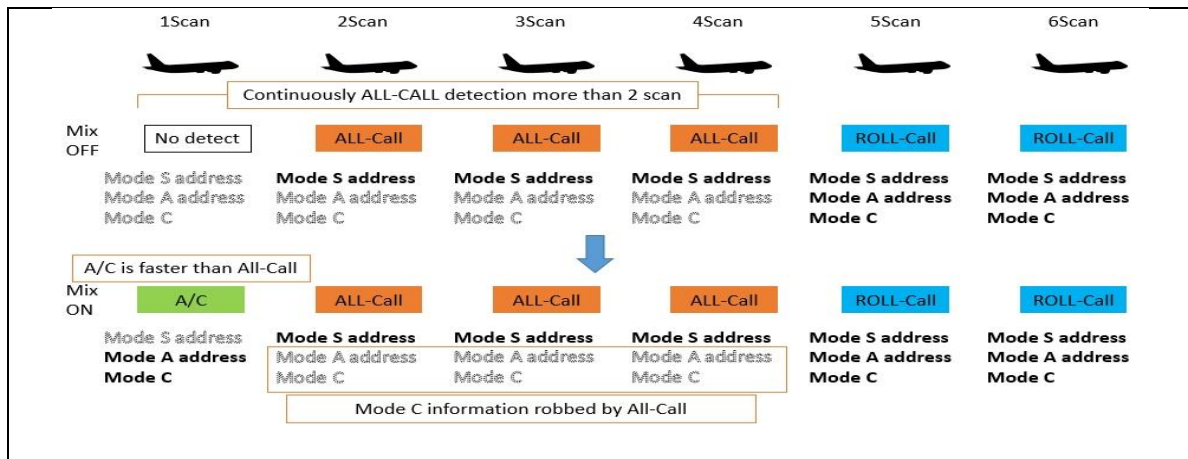 1Scan 2Scan 3Scan 4Scan 5Scan 6Scan
Continuously ALL-CALL detection more than 2 scan
Mix
OFF
No detect ALL-Call ALL-Call ALL-Call ROLL-Call ROLL-Call
Mode S address Mode S address Mode S address Mode S address Mode S address Mode S address
Mode A address Mode A address Mode A address Mode A address Mode A address Mode A address
Mode C Mode C Mode C Mode C Mode C Mode C
A/C is faster than All-Call
Mix
ON
A/C ALL-Call ALL-Call ALL-Call ROLL-Call ROLL-Call
Mode S address Mode S address Mode S address Mode S address Mode S address Mode S address
Mode A address Mode A address Mode A address Mode A address Mode A address Mode A address
Mode C Mode C Mode C Mode C Mode C Mode C
Mode C information robbed by All-Call